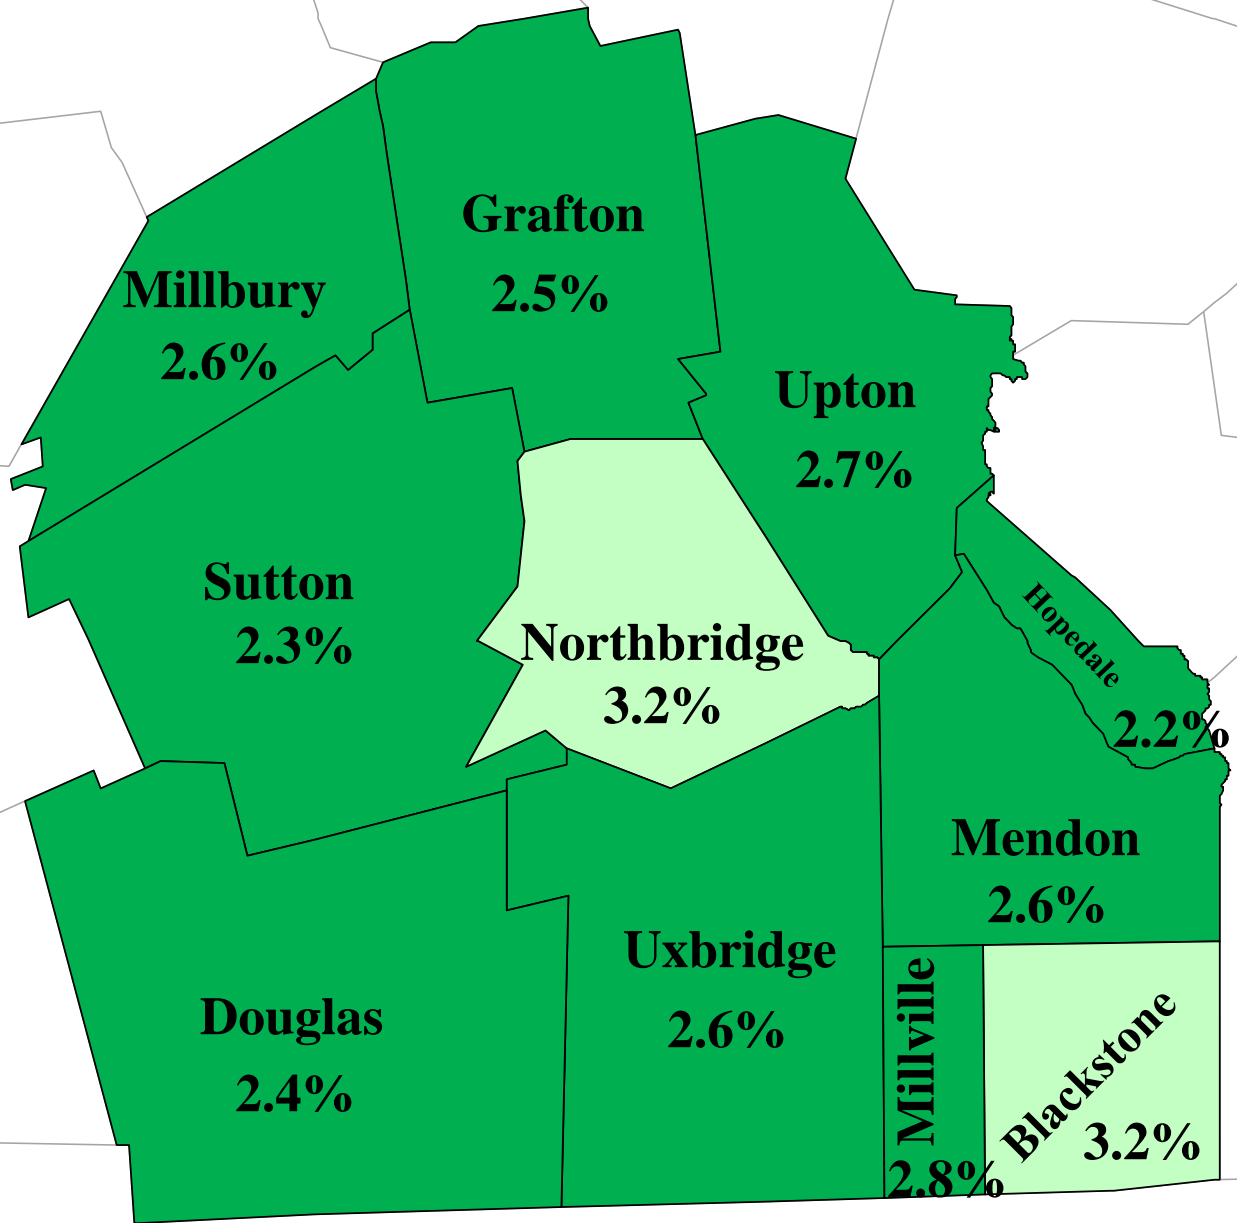 Grafton
2.5%
Millbury
2.6%
Upton
2.7%
Sutton
2.3%
Northbridge
3.2%
Hopedale
2.2%
Mendon
2.6%
Uxbridge
2.6%
Douglas
2.4%
Millville
2.8%
Blackstone
3.2%